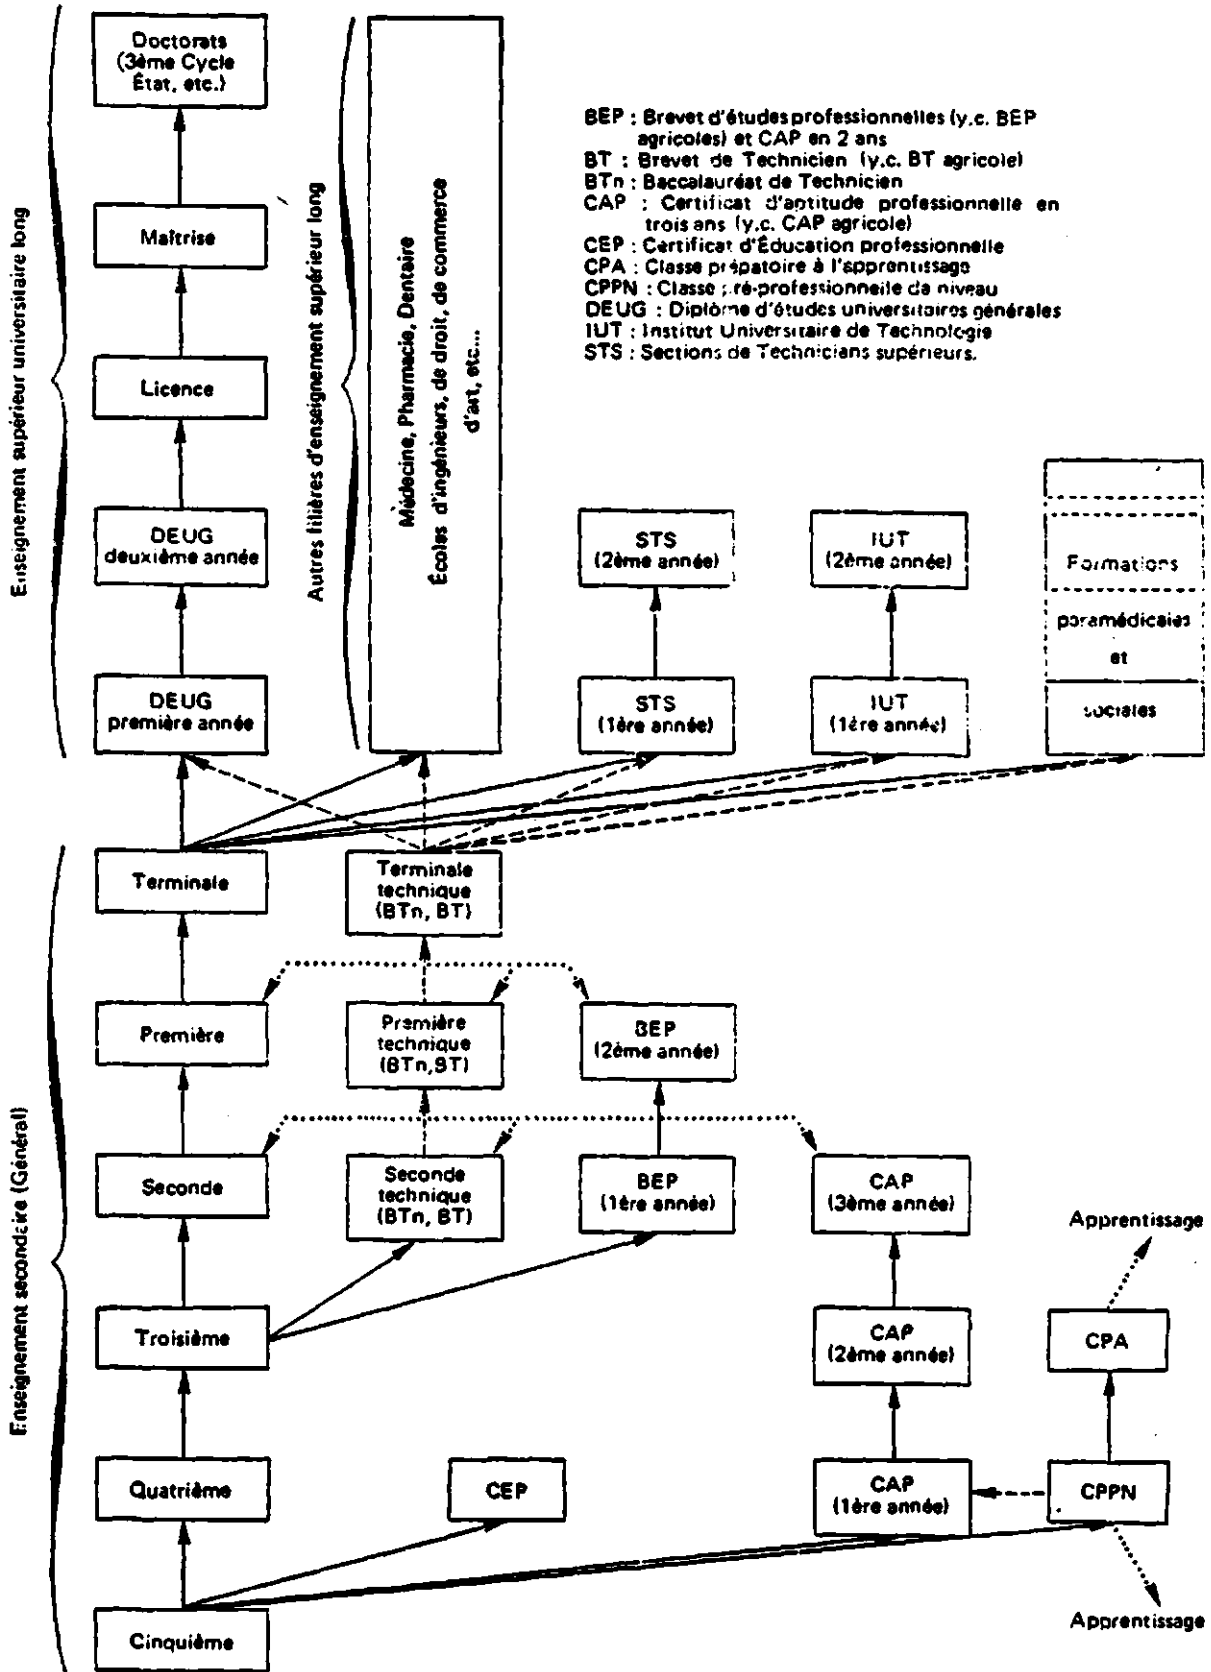 Enseignement supérieur universitaire long
Doctorats
(3ème Cycle
État, etc.)
Maîtrise
Licence
DEUG
deuxième année
DEUG
première année
Autres filières d'enseignement supérieur long
Médecine, Pharmacie, Dentaire
Écoles d'ingénieurs, de droit, de commerce
d'art, etc...
BEP : Brevet d'études professionnelles (y.c. BEP
agricoles) et CAP en 2 ans
BT : Brevet de Technicien (y.c. BT agricole)
BTn : Baccalauréat de Technicien
CAP : Certificat d'aptitude professionnelle en
trois ans (y.c. CAP agricole)
CEP : Certificat d'Éducation professionnelle
CPA : Classe prépatoire à l'apprentissage
CPPN : Classe pré-professionnelle de niveau
DEUG : Diplôme d'études universitaires générales
IUT : Institut Universitaire de Technologie
STS : Sections de Technicians supérieurs.
STS
(2ème année)
IUT
(2ème année)
Formations
paramédicales
et
sociales
STS
(1ère année)
IUT
(1ère année)
Enseignement secondaire (Général)
Terminale
Terminale
technique
(BTn, BT)
Première
Première
technique
(BTn, BT)
BEP
(2ème année)
Seconde
Seconde
technique
(BTn, BT)
BEP
(1ère année)
CAP
(3ème année)
Apprentissage
Troisième
CAP
(2ème année)
CPA
Quatrième
CEP
CAP
(1ère année)
CPPN
Cinquième
Apprentissage